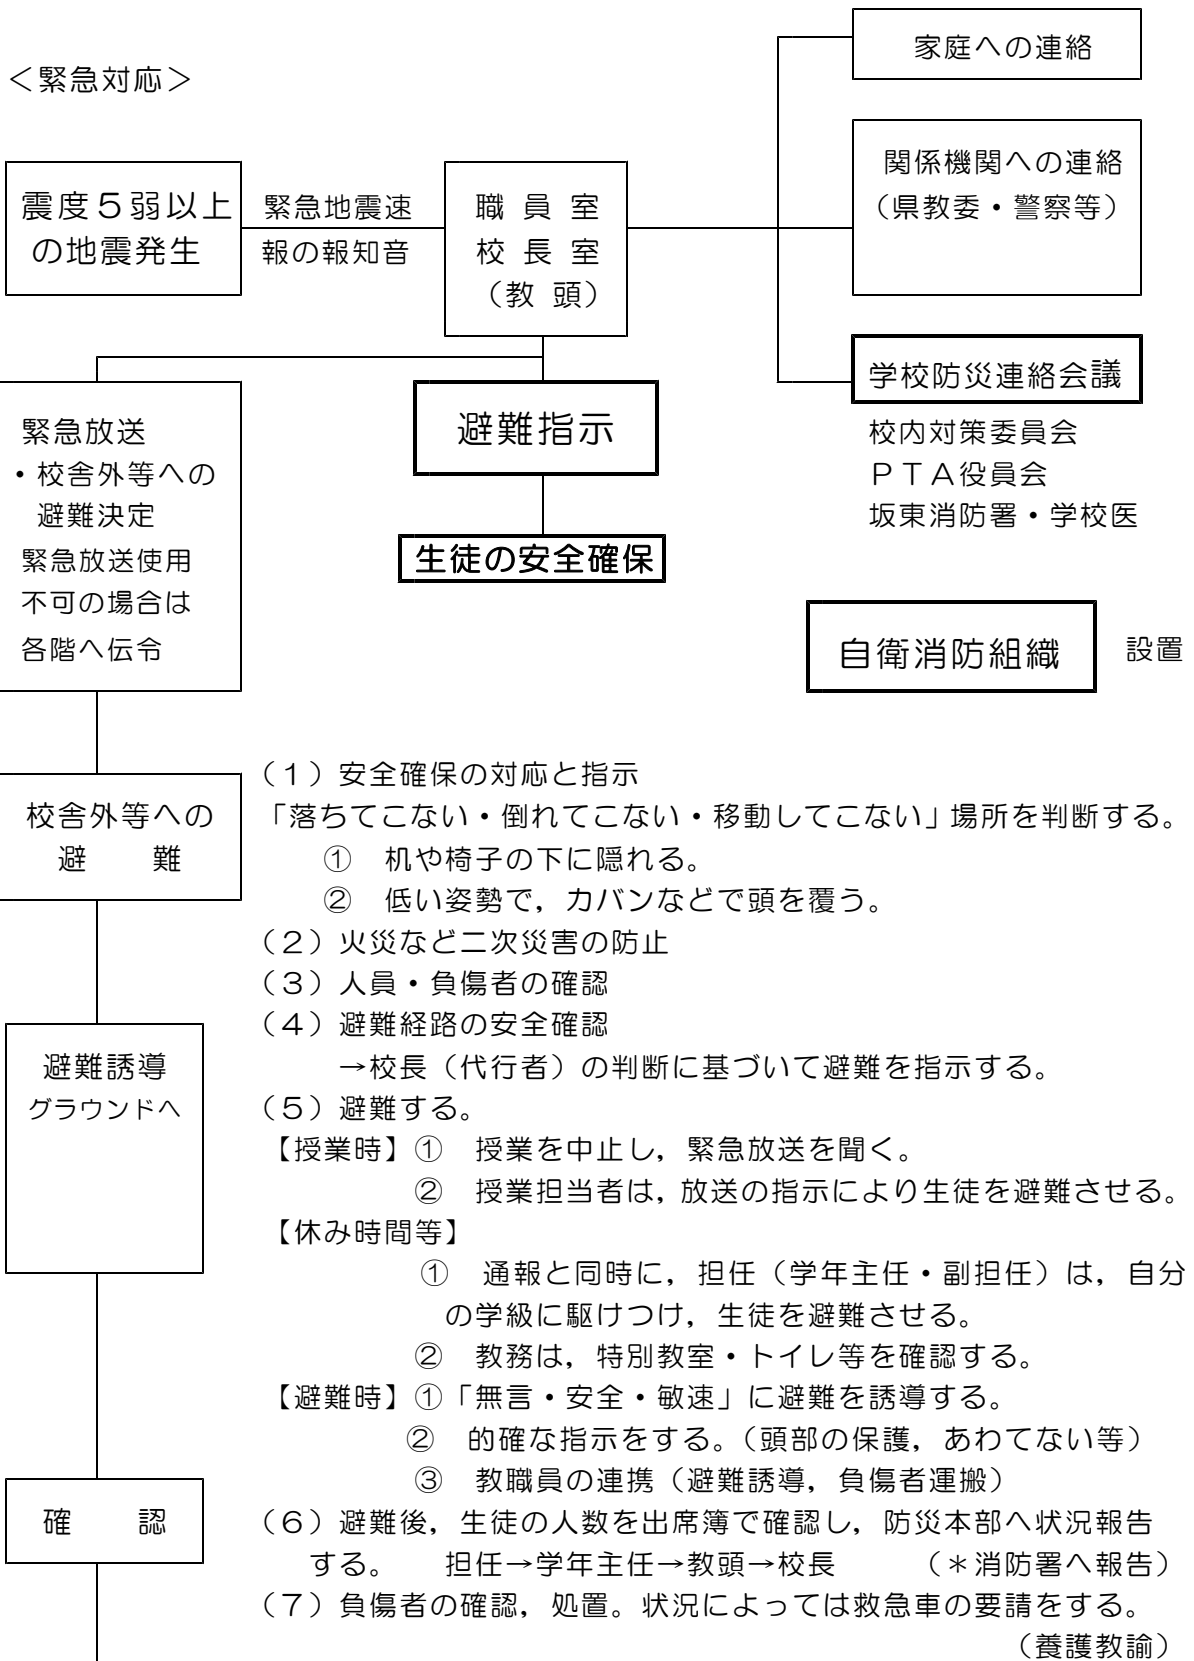 ＜緊急対応＞
家庭への連絡
関係機関への連絡
（県教委・警察等）
震度５弱以上
の地震発生
緊急地震速
報の報知音
職 員 室
校 長 室
（教 頭）
学校防災連絡会議
校内対策委員会
ＰＴＡ役員会
坂東消防署・学校医
緊急放送
・校舎外等への
避難決定
緊急放送使用
不可の場合は
各階へ伝令
避難指示
生徒の安全確保
自衛消防組織 設置
校舎外等への
避　　難
（１）安全確保の対応と指示
「落ちてこない・倒れてこない・移動してこない」場所を判断する。
①　机や椅子の下に隠れる。
②　低い姿勢で，カバンなどで頭を覆う。
（２）火災など二次災害の防止
（３）人員・負傷者の確認
（４）避難経路の安全確認
→校長（代行者）の判断に基づいて避難を指示する。
避難誘導
グラウンドへ
（５）避難する。
【授業時】①　授業を中止し，緊急放送を聞く。
②　授業担当者は，放送の指示により生徒を避難させる。
【休み時間等】
①　通報と同時に，担任（学年主任・副担任）は，自分
の学級に駆けつけ，生徒を避難させる。
②　教務は，特別教室・トイレ等を確認する。
【避難時】①「無言・安全・敏速」に避難を誘導する。
②　的確な指示をする。（頭部の保護，あわてない等）
③　教職員の連携（避難誘導，負傷者運搬）
確　　認
（６）避難後，生徒の人数を出席簿で確認し，防災本部へ状況報告
する。　担任→学年主任→教頭→校長　　（＊消防署へ報告）
（７）負傷者の確認，処置。状況によっては救急車の要請をする。
（養護教諭）